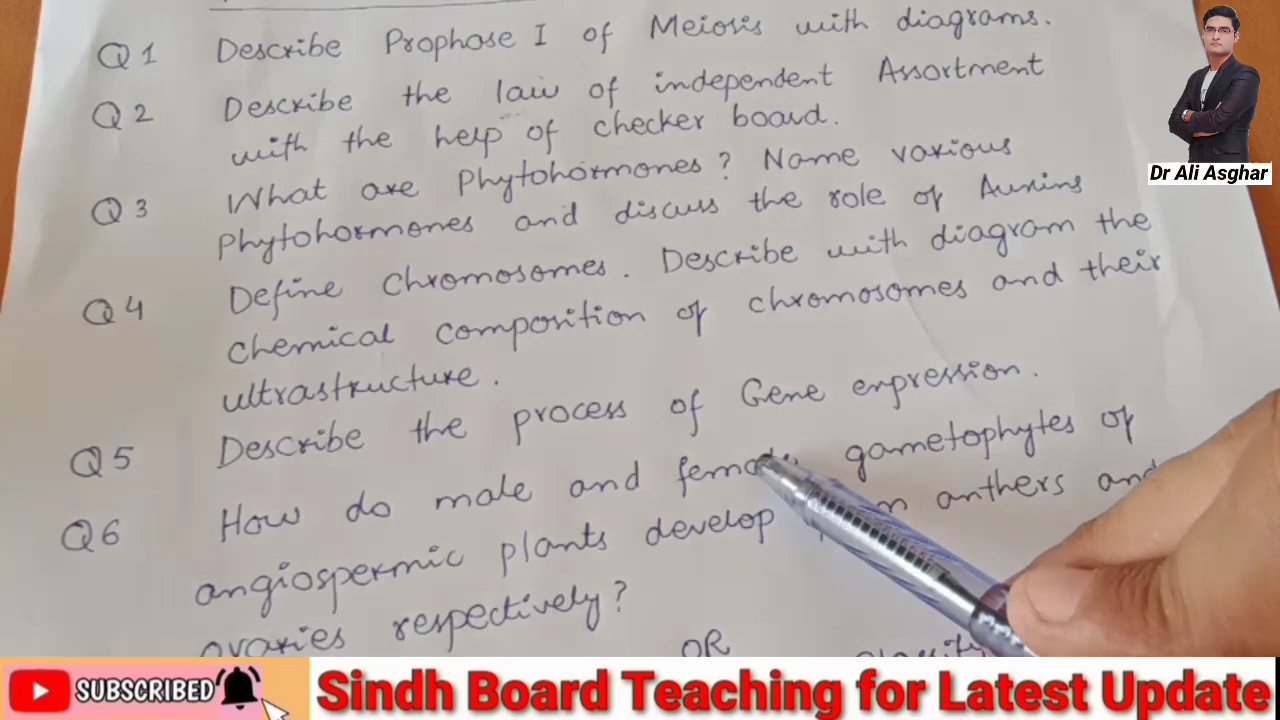 Q1 Describe Prophase I of Meiosis with diagrams.
Q2 Describe the law of independent Assortment
with the help of checker board.
Q3 What are Phytohormones? Name various
Phytohormones and discuss the role of Auxins
Q4 Define Chromosomes. Describe with diagram the
chemical composition of chromosomes and their
ultrastructure.
Q5 Describe the process of Gene expression.
Q6 How do male and female gametophytes of
angiospermic plants develop anthers and
ovaries respectively?
OR
Dr Ali Asghar
SUBSCRIBED
Sindh Board Teaching for Latest Update